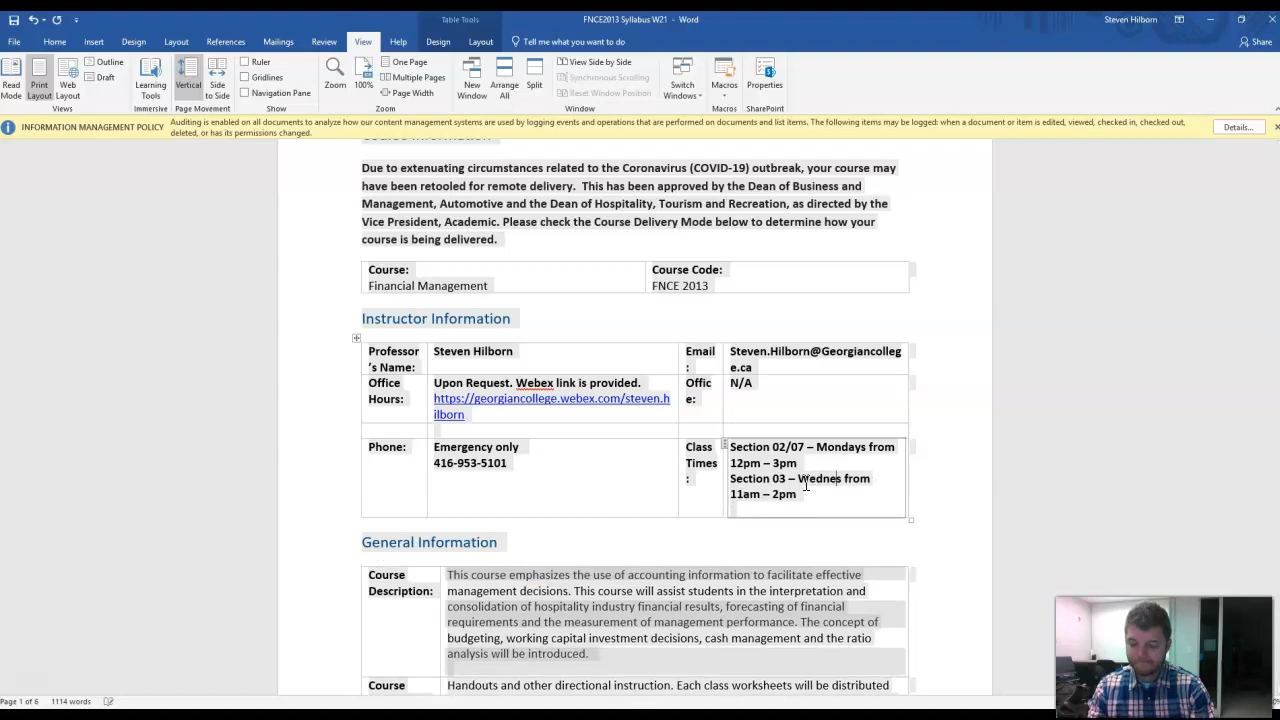 Table Tools
FNCE2013 Syllabus W21 - Word
Steven Hilborn
File Home Insert Design Layout References Mailings Review View Help Design Layout Tell me what you want to do Share
Read Mode
Print Layout
Web Layout
Outline
Draft
Views
Learning Tools
Immersive
Vertical
Side to Side
Page Movement
Ruler
Gridlines
Navigation Pane
Show
Zoom
100%
One Page
Multiple Pages
Page Width
Zoom
New Window
Arrange All
Split
View Side by Side
Synchronous Scrolling
Reset Window Position
Window
Switch Windows
Macros
Macros
Properties
SharePoint
INFORMATION MANAGEMENT POLICY
Auditing is enabled on all documents to analyze how our content management systems are used by logging events and operations that are performed on documents and list items. The following items may be logged: when a document or item is edited, viewed, checked in, checked out,
deleted, or has its permissions changed.
Details...
Due to extenuating circumstances related to the Coronavirus (COVID-19) outbreak, your course may
have been retooled for remote delivery. This has been approved by the Dean of Business and
Management, Automotive and the Dean of Hospitality, Tourism and Recreation, as directed by the
Vice President, Academic. Please check the Course Delivery Mode below to determine how your
course is being delivered.
Course:
Financial Management
Course Code:
FNCE 2013
Instructor Information
Professor
's Name:
Steven Hilborn
Email
:
Steven.Hilborn@Georgiancolleg
e.ca
Office
Hours:
Upon Request. Webex link is provided.
https://georgiancollege.webex.com/steven.h
ilborn
Offic
e:
N/A
Phone:
Emergency only
416-953-5101
Class
Times
:
Section 02/07 – Mondays from
12pm – 3pm
Section 03 – Wednes from
11am – 2pm
General Information
Course
Description:
This course emphasizes the use of accounting information to facilitate effective
management decisions. This course will assist students in the interpretation and
consolidation of hospitality industry financial results, forecasting of financial
requirements and the measurement of management performance. The concept of
budgeting, working capital investment decisions, cash management and the ratio
analysis will be introduced.
Course
Handouts and other directional instruction. Each class worksheets will be distributed
Page 1 of 6 1114 words